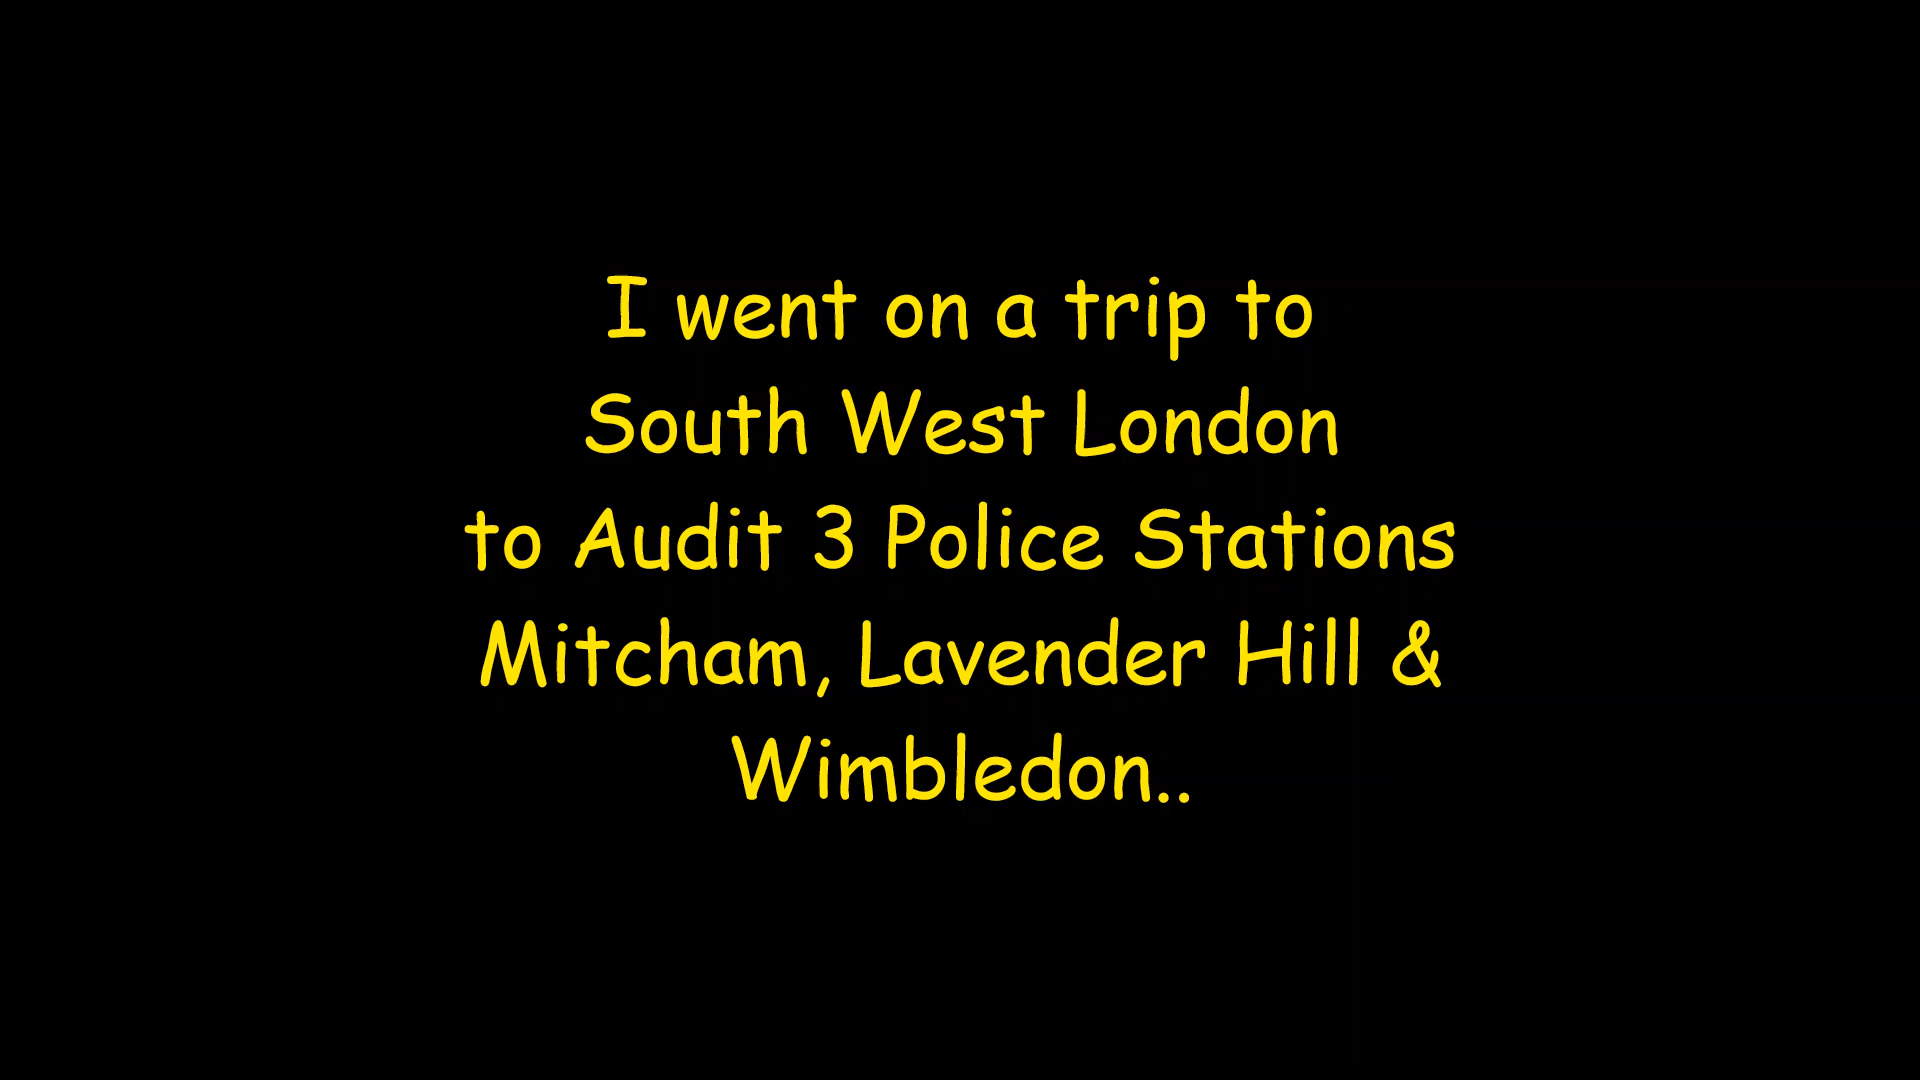 I went on a trip to
South West London
to Audit 3 Police Stations
Mitcham, Lavender Hill &
Wimbledon..